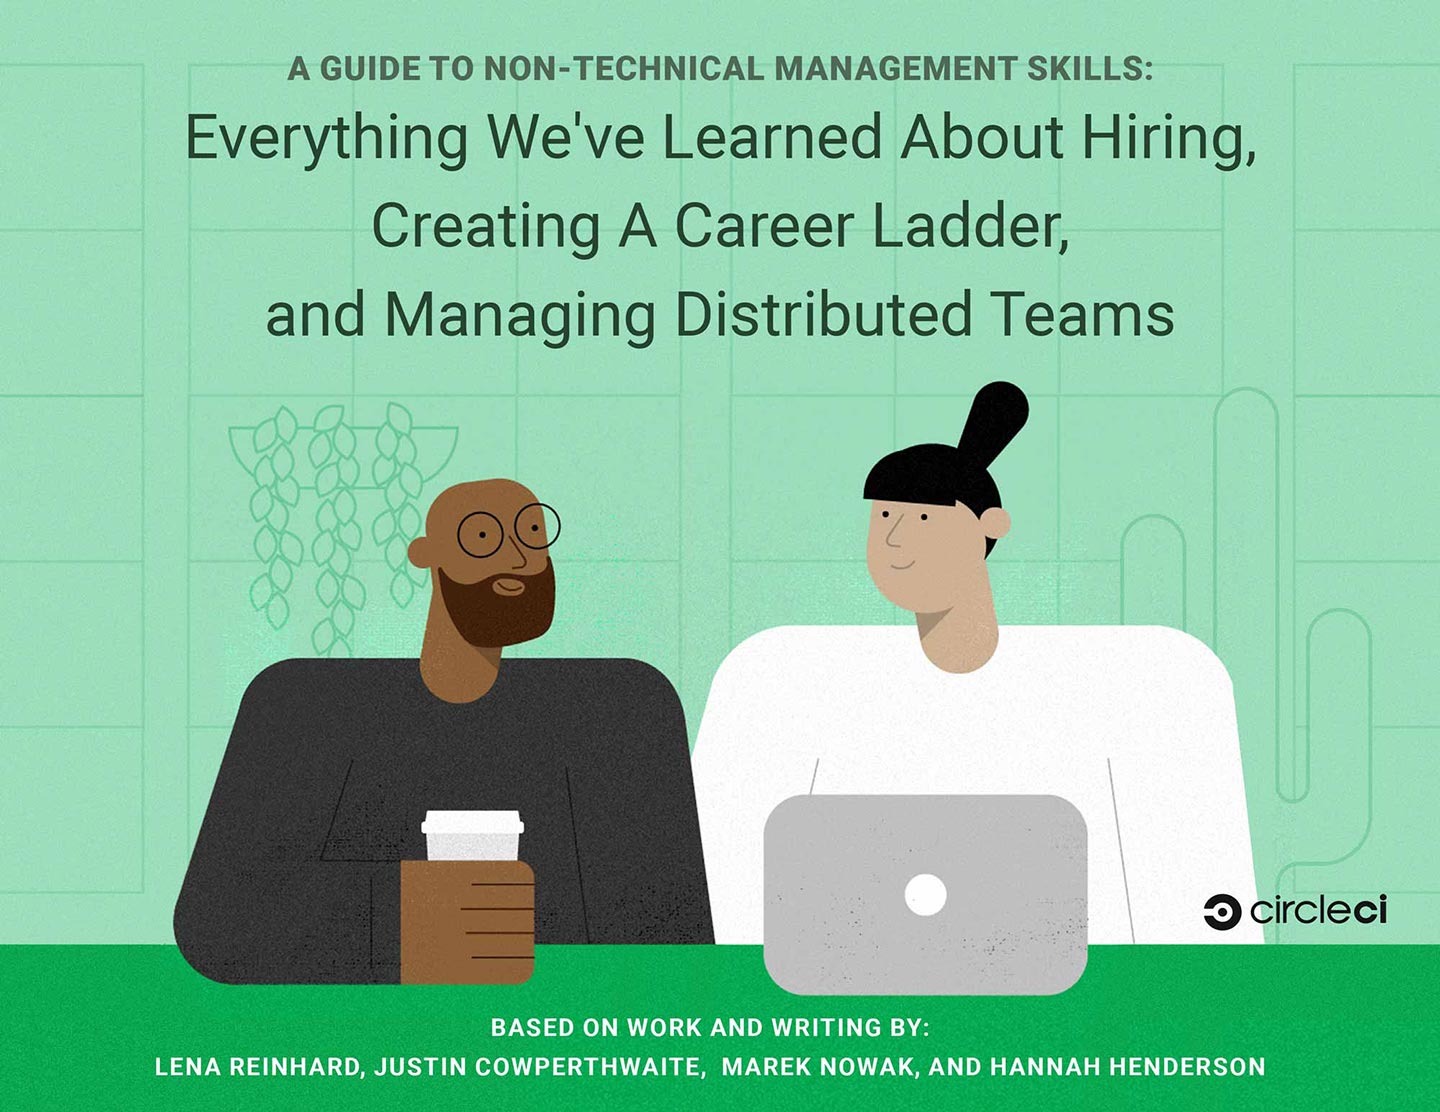 A GUIDE TO NON-TECHNICAL MANAGEMENT SKILLS:
Everything We've Learned About Hiring,
Creating A Career Ladder,
and Managing Distributed Teams
circleci
BASED ON WORK AND WRITING BY:
LENA REINHARD, JUSTIN COWPERTHWAITE, MAREK NOWAK, AND HANNAH HENDERSON